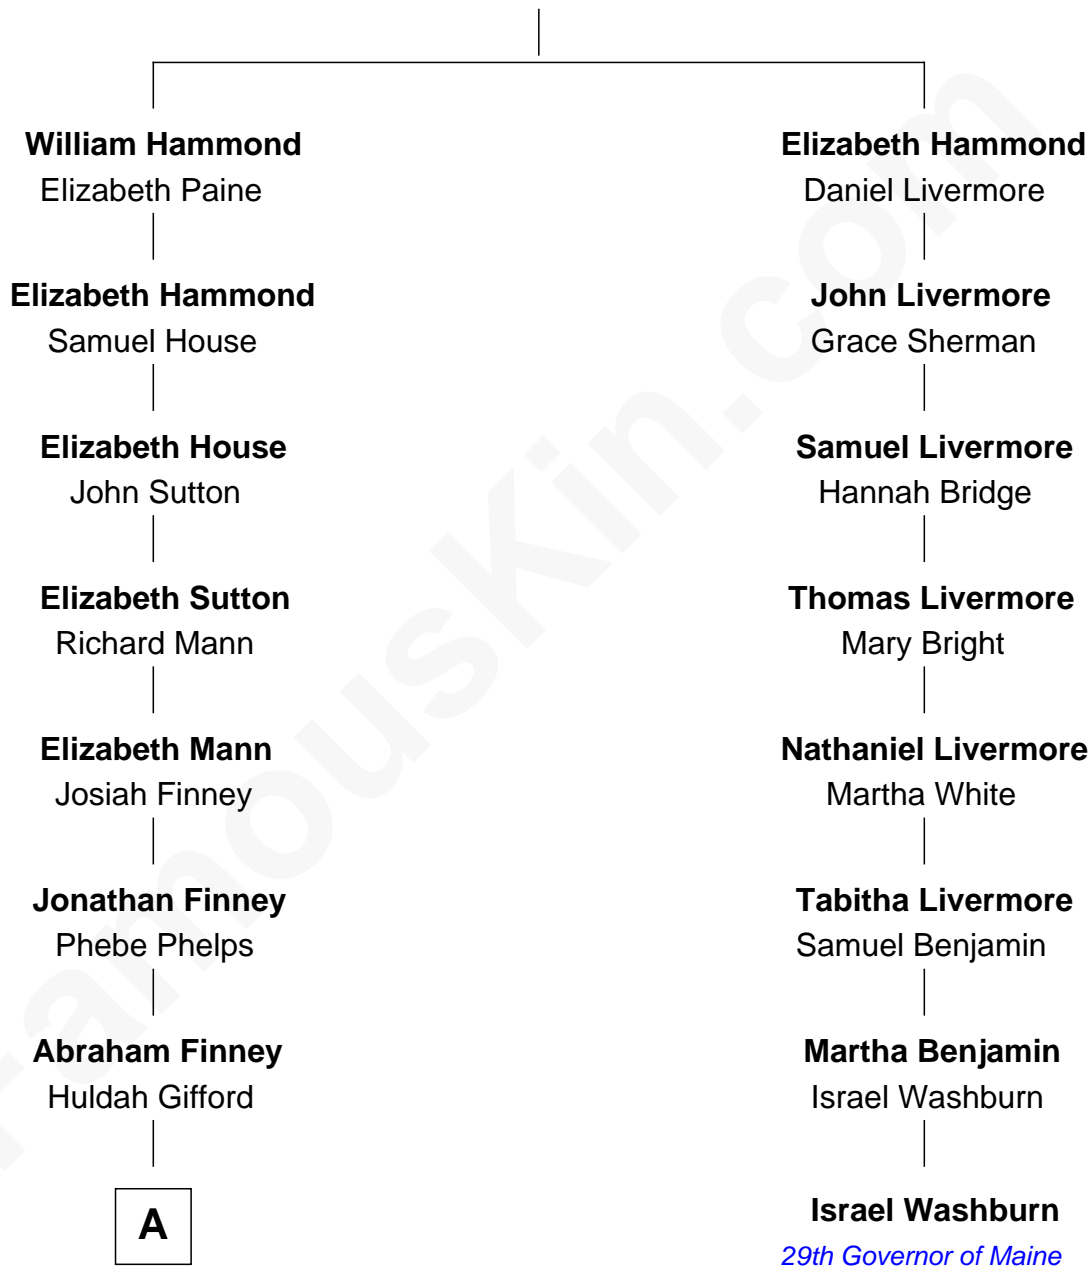 William Hammond
Elizabeth Paine
Elizabeth Hammond
Samuel House
Elizabeth House
John Sutton
Elizabeth Sutton
Richard Mann
Elizabeth Mann
Josiah Finney
Jonathan Finney
Phebe Phelps
Abraham Finney
Huldah Gifford
A
Elizabeth Hammond
Daniel Livermore
John Livermore
Grace Sherman
Samuel Livermore
Hannah Bridge
Thomas Livermore
Mary Bright
Nathaniel Livermore
Martha White
Tabitha Livermore
Samuel Benjamin
Martha Benjamin
Israel Washburn
Israel Washburn
29th Governor of Maine
FamousKin.com